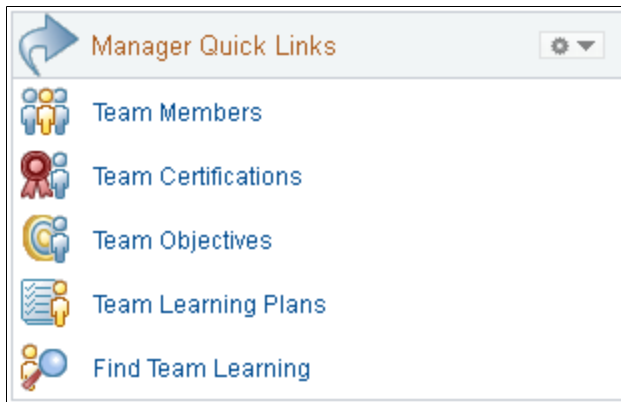 Manager Quick Links
Team Members
Team Certifications
Team Objectives
Team Learning Plans
Find Team Learning